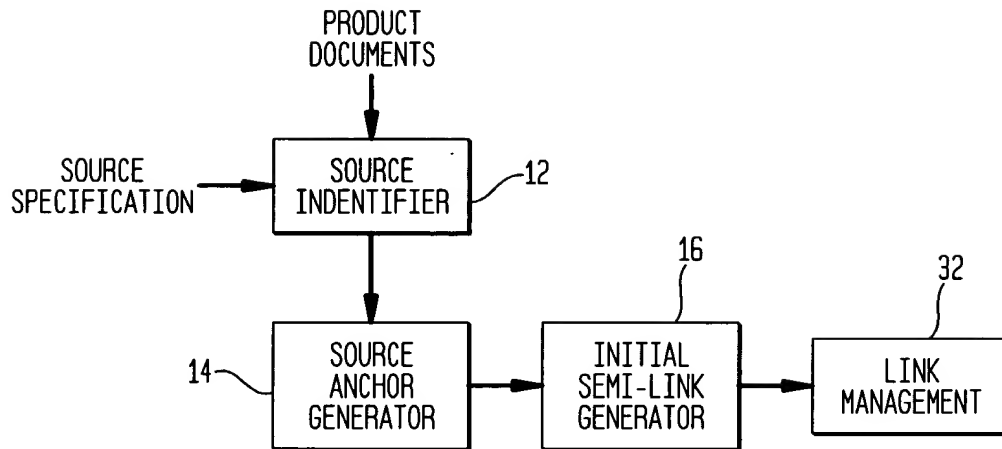 PRODUCT
DOCUMENTS
SOURCE
SPECIFICATION
SOURCE
INDENTIFIER
12
14
SOURCE
ANCHOR
GENERATOR
16
INITIAL
SEMI-LINK
GENERATOR
32
LINK
MANAGEMENT